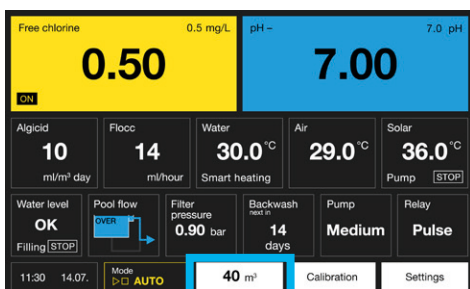 Free chlorine 0.5 mg/L pH – 7.0 pH
0.50 7.00
ON
Algicid Flocc Water Air Solar
10 14 30.0°C 29.0°C 36.0°C
ml/m³ day ml/hour Smart heating Pump STOP
Water level Pool flow Filter pressure Backwash next in Pump Relay
OK OVER 0.90 bar 14 days Medium Pulse
Filling STOP
11:30 14.07. Mode AUTO 40 m³ Calibration Settings